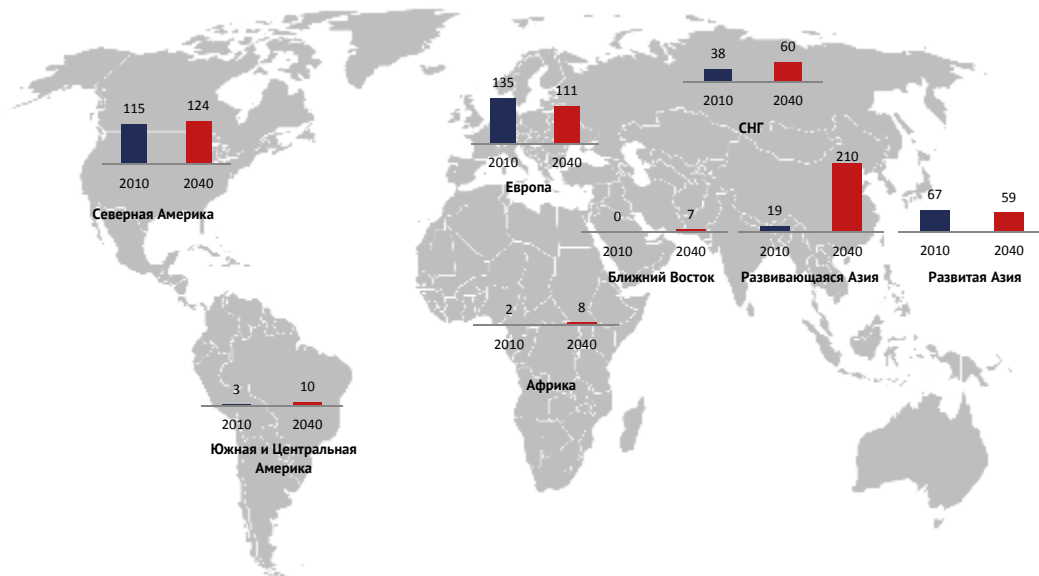 38 60
2010 2040
СНГ
135 111
2010 2040
Европа
115 124
2010 2040
Северная Америка
210
19
2010 2040
Развивающаяся Азия
67 59
2010 2040
Развитая Азия
0 7
2010 2040
Ближний Восток
2 8
2010 2040
Африка
3 10
2010 2040
Южная и Центральная
Америка